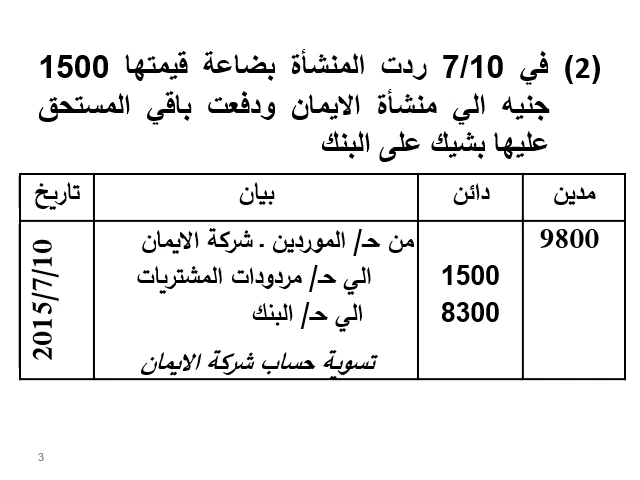 (2) في 7/10 ردت المنشأة بضاعة قيمتها 1500
جنيه الي منشأة الايمان ودفعت باقي المستحق
عليها بشيك على البنك
مدين دائن بيان تاريخ
9800 من حـ/ الموردين . شركة الايمان 2015/7/10
1500 الي حـ/ مردودات المشتريات
8300 الي حـ/ البنك
تسوية حساب شركة الايمان
3